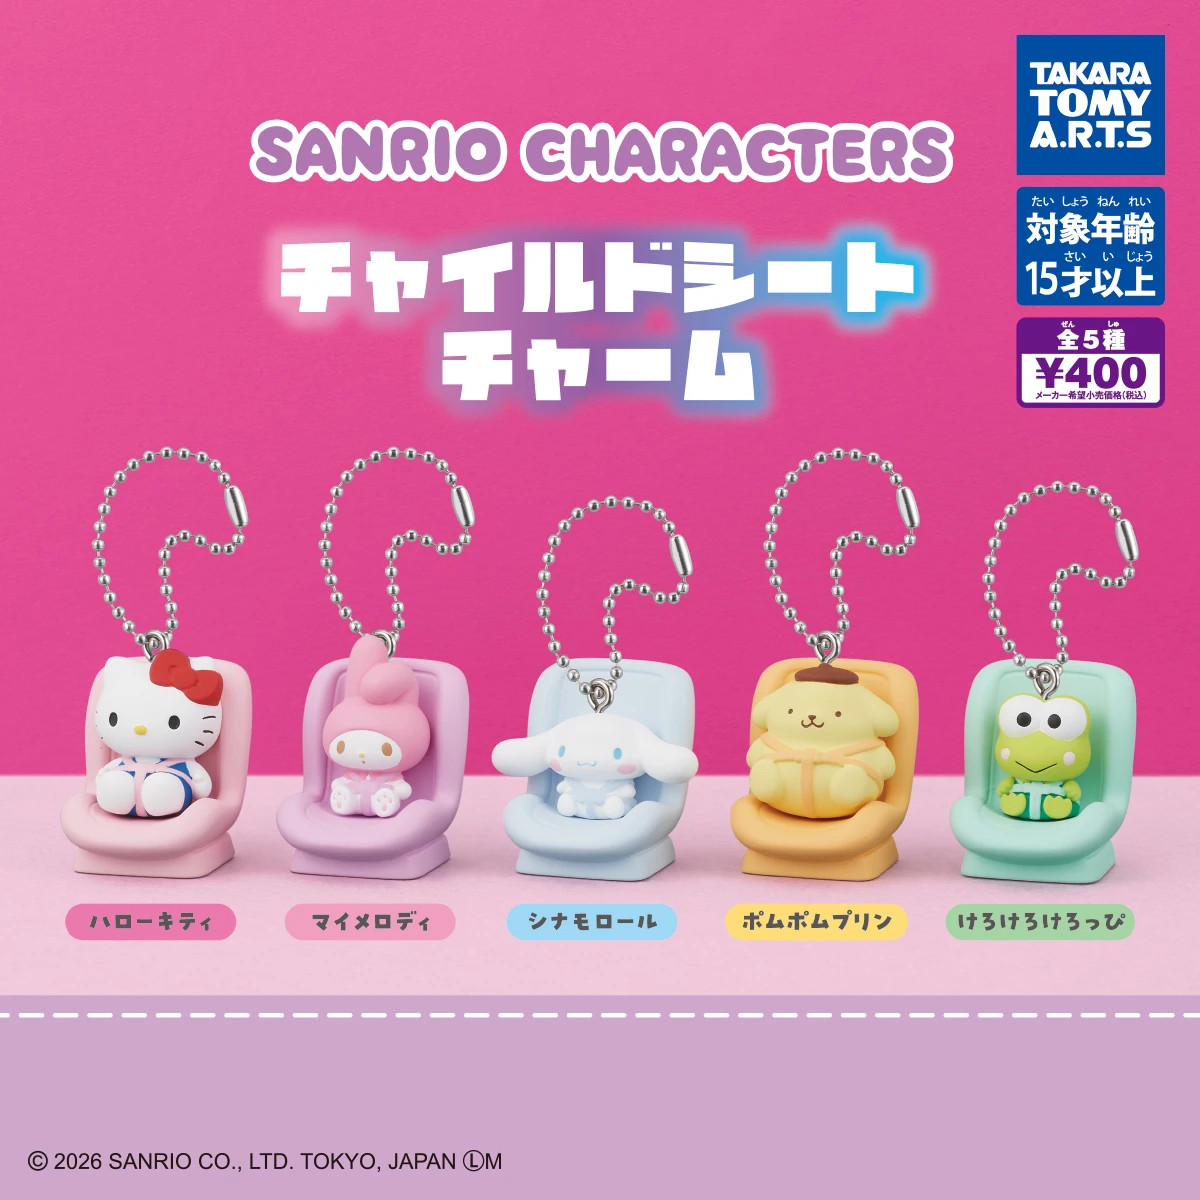 SANRIO CHARACTERS
チャイルドシート
チャーム
TAKARA
TOMY
A.R.T.S
たい しょう ねん れい
対象年齢
さい い じょう
15才以上
ぜん しゅ
全5種
¥400
メーカー希望小売価格(税込)
ハローキティ
マイメロディ
シナモロール
ポムポムプリン
けろけろけろっぴ
© 2026 SANRIO CO., LTD. TOKYO, JAPAN ⓁM